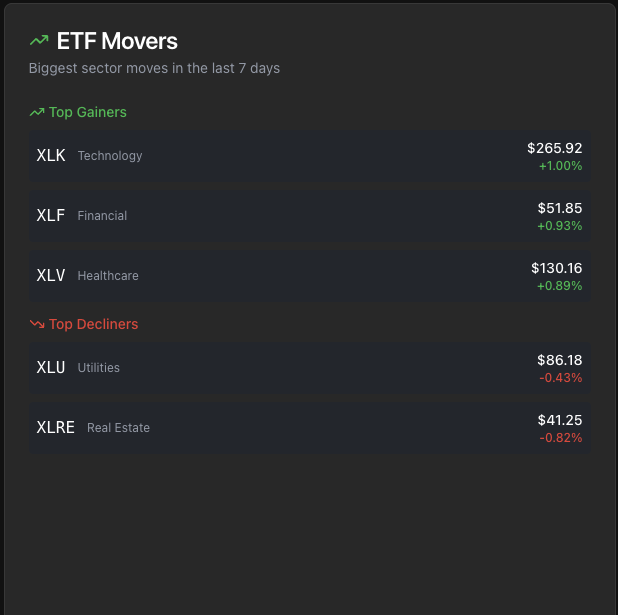 ETF Movers
Biggest sector moves in the last 7 days
Top Gainers
XLK Technology $265.92
+1.00%
XLF Financial $51.85
+0.93%
XLV Healthcare $130.16
+0.89%
Top Decliners
XLU Utilities $86.18
-0.43%
XLRE Real Estate $41.25
-0.82%